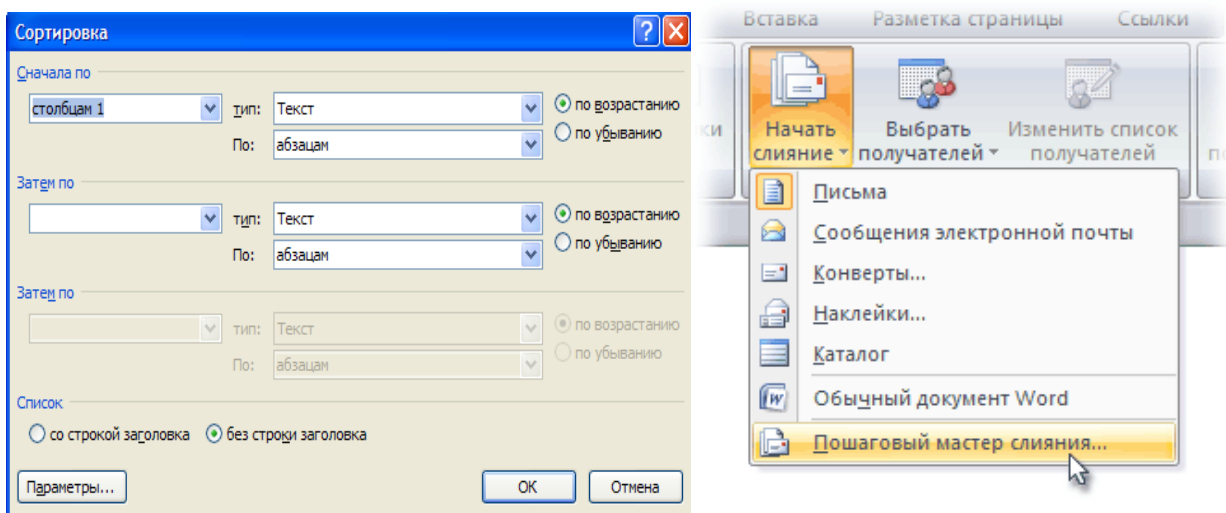 Сортировка
Сначала по
столбцам 1 тип: Текст по возрастанию
По: абзацам по убыванию
Затем по
тип: Текст по возрастанию
По: абзацам по убыванию
Затем по
тип: Текст по возрастанию
По: абзацам по убыванию
Список
со строкой заголовка без строки заголовка
Параметры... ОК Отмена
Вставка Разметка страницы Ссылки
Начать слияние
Выбрать получателей
Изменить список получателей
Письма
Сообщения электронной почты
Конверты...
Наклейки...
Каталог
Обычный документ Word
Пошаговый мастер слияния...